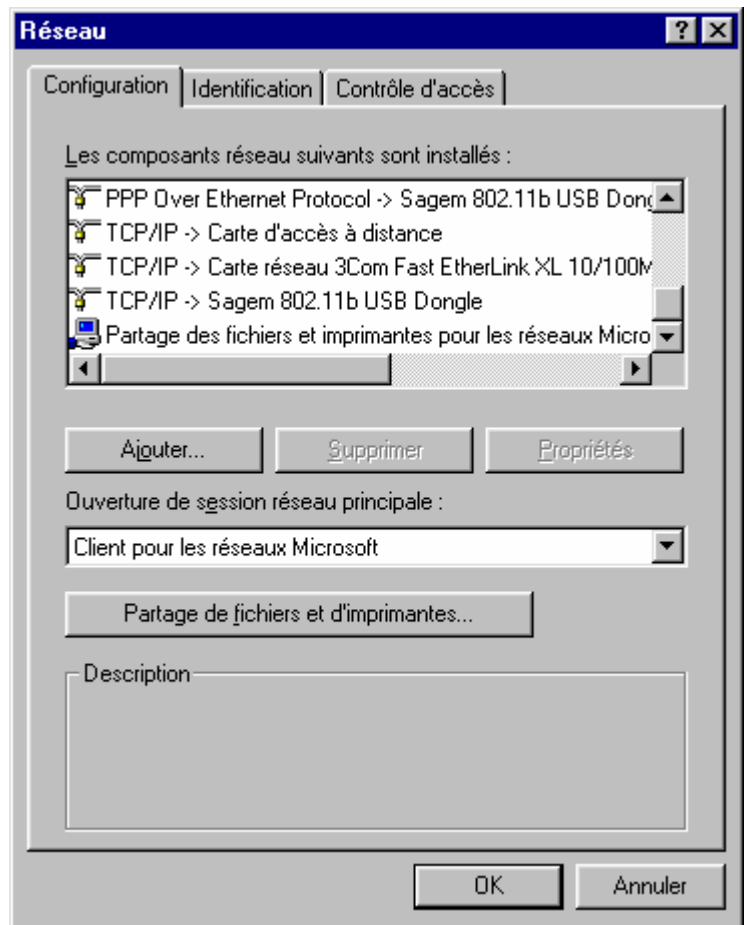 Réseau
Configuration Identification Contrôle d'accès
Les composants réseau suivants sont installés :
PPP Over Ethernet Protocol -> Sagem 802.11b USB Dong
TCP/IP -> Carte d'accès à distance
TCP/IP -> Carte réseau 3Com Fast EtherLink XL 10/100M
TCP/IP -> Sagem 802.11b USB Dongle
Partage des fichiers et imprimantes pour les réseaux Micro
Ajouter... Supprimer Propriétés
Ouverture de session réseau principale :
Client pour les réseaux Microsoft
Partage de fichiers et d'imprimantes...
Description
OK Annuler